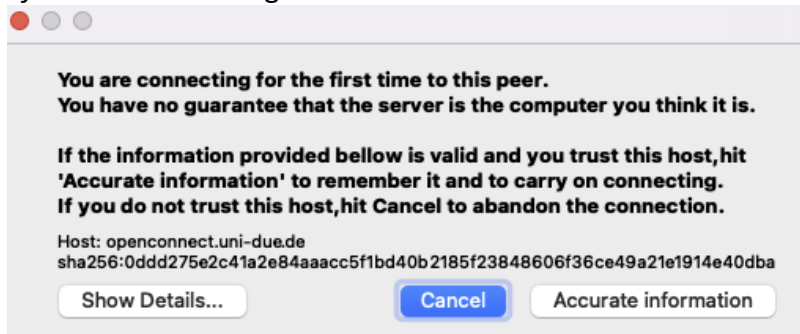 You are connecting for the first time to this peer.
You have no guarantee that the server is the computer you think it is.
If the information provided bellow is valid and you trust this host,hit
'Accurate information' to remember it and to carry on connecting.
If you do not trust this host,hit Cancel to abandon the connection.
Host: openconnect.uni-due.de
sha256:0ddd275e2c41a2e84aaacc5f1bd40b2185f23848606f36ce49a21e1914e40dba
Show Details... Cancel Accurate information